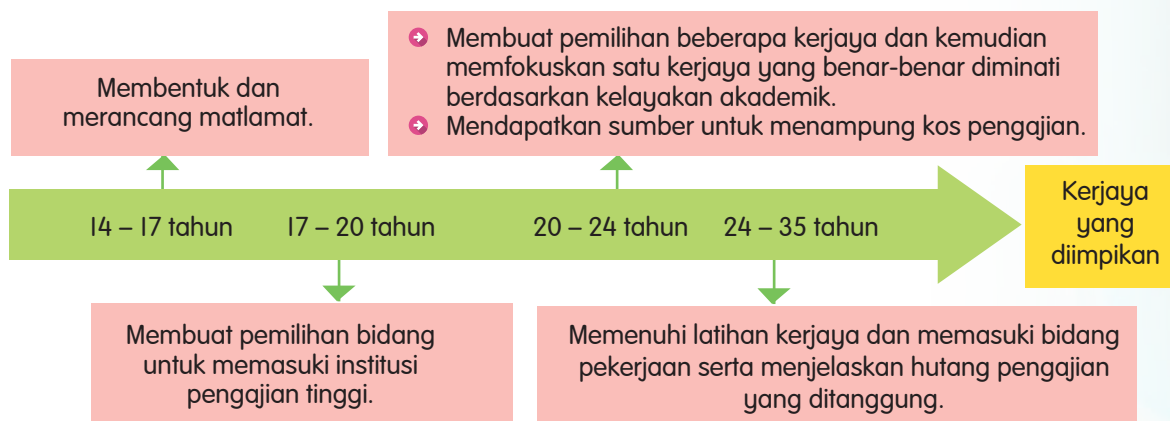 Membentuk dan
merancang matlamat.
Membuat pemilihan beberapa kerjaya dan kemudian
memfokuskan satu kerjaya yang benar-benar diminati
berdasarkan kelayakan akademik.
Mendapatkan sumber untuk menampung kos pengajian.
14 – 17 tahun
17 – 20 tahun
20 – 24 tahun
24 – 35 tahun
Kerjaya
yang
diimpikan
Membuat pemilihan bidang
untuk memasuki institusi
pengajian tinggi.
Memenuhi latihan kerjaya dan memasuki bidang
pekerjaan serta menjelaskan hutang pengajian
yang ditanggung.